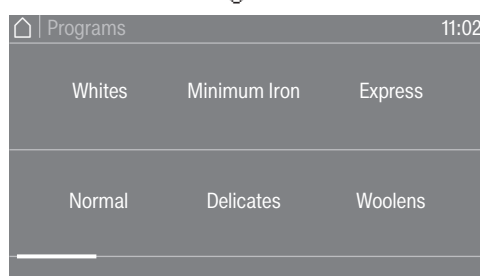 Programs 11:02
Whites Minimum Iron Express
Normal Delicates Woolens